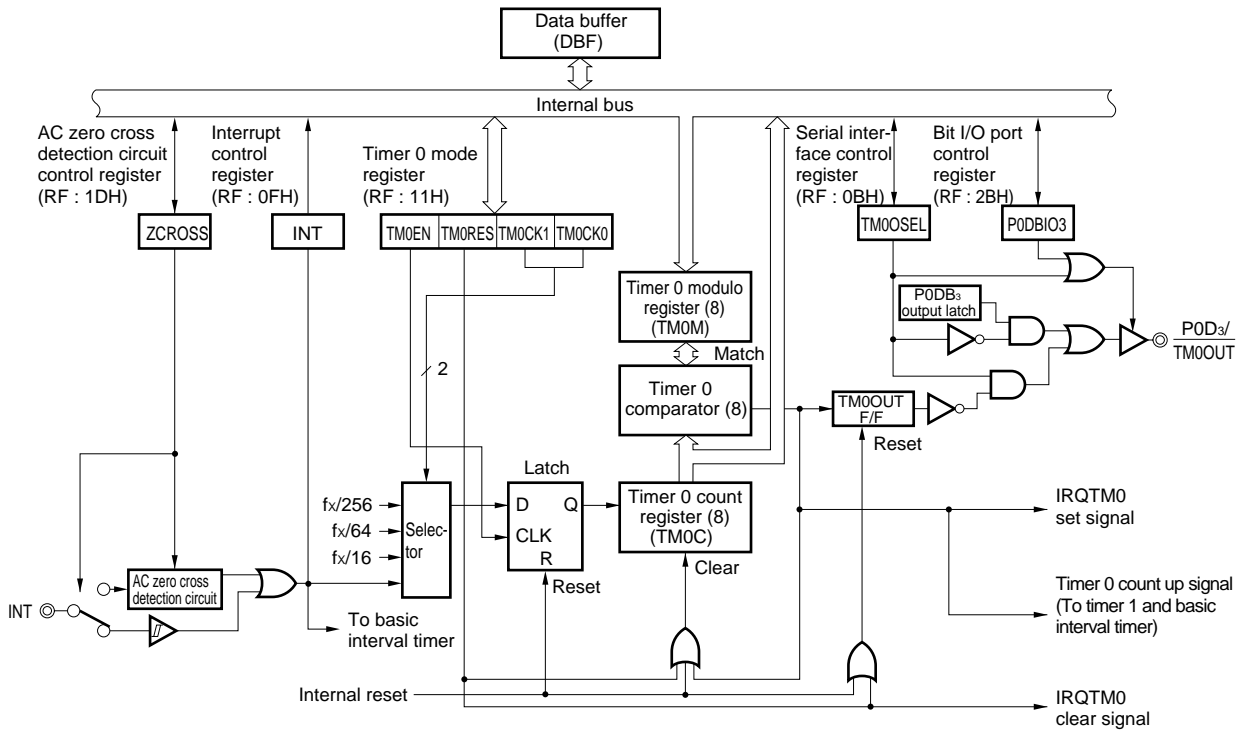 Data buffer
(DBF)
Internal bus
AC zero cross
detection circuit
control register
(RF : 1DH)
Interrupt
control
register
(RF : 0FH)
Timer 0 mode
register
(RF : 11H)
Serial inter-
face control
register
(RF : 0BH)
Bit I/O port
control
register
(RF : 2BH)
ZCROSS
INT
TM0EN TM0RES TM0CK1 TM0CK0
TM0OSEL
P0DBIO3
Timer 0 modulo
register (8)
(TM0M)
P0DB3
output latch
P0D3/
TM0OUT
Match
2
Timer 0
comparator (8)
TM0OUT
F/F
Reset
Latch
fX/256
fX/64
fX/16
Selec-
tor
D Q
CLK
R
Reset
Timer 0 count
register (8)
(TM0C)
Clear
IRQTM0
set signal
AC zero cross
detection circuit
INT
To basic
interval timer
Timer 0 count up signal
(To timer 1 and basic
interval timer)
Internal reset
IRQTM0
clear signal